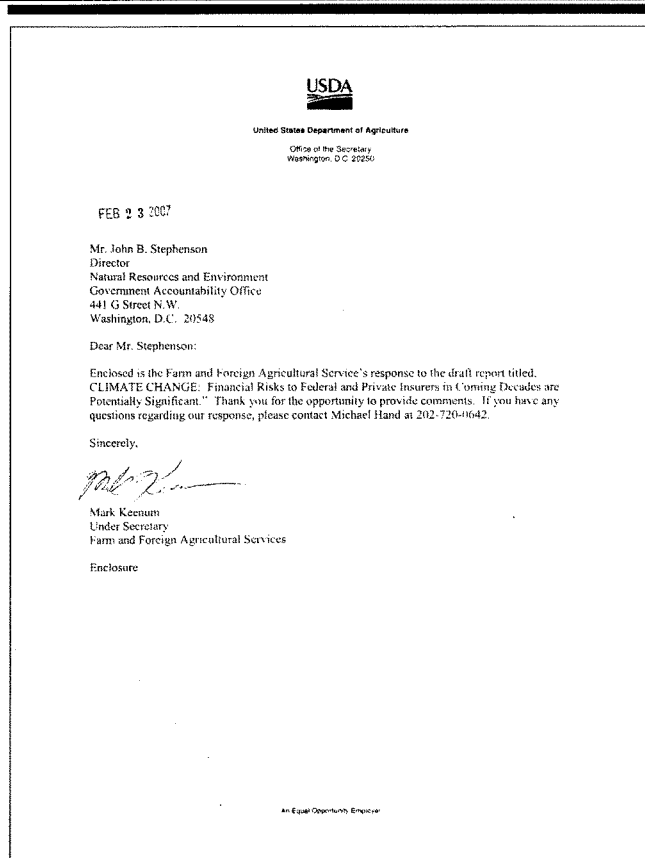 USDA
United States Department of Agriculture
Office of the Secretary
Washington, D.C. 20250
FEB 23 2007
Mr. John B. Stephenson
Director
Natural Resources and Environment
Government Accountability Office
441 G Street N.W.
Washington, D.C. 20548
Dear Mr. Stephenson:
Enclosed is the Farm and Foreign Agricultural Service's response to the draft report titled,
CLIMATE CHANGE: Financial Risks to Federal and Private Insurers in Coming Decades are
Potentially Significant." Thank you for the opportunity to provide comments. If you have any
questions regarding our response, please contact Michael Hand at 202-720-0642.
Sincerely,
Mark Keenum
Under Secretary
Farm and Foreign Agricultural Services
Enclosure
An Equal Opportunity Employer